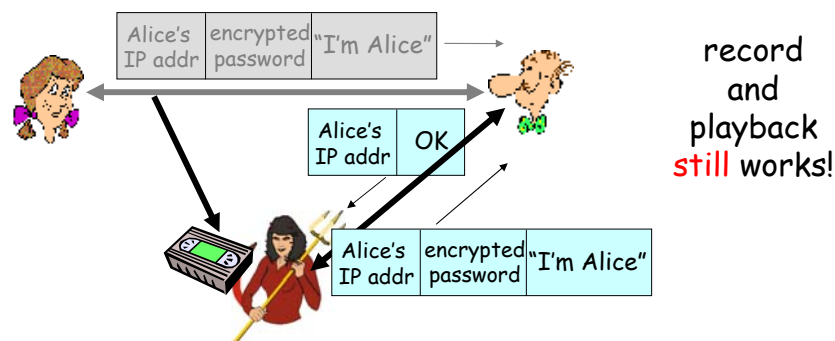 Alice's
IP addr
encrypted
password
“I'm Alice”
record
and
playback
still works!
Alice's
IP addr
OK
Alice's
IP addr
encrypted
password
“I'm Alice”